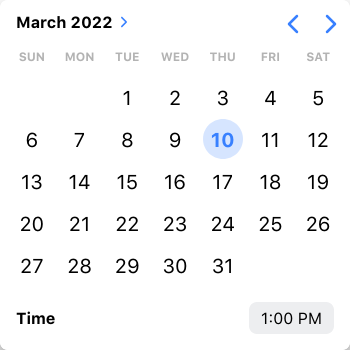 March 2022
SUN MON TUE WED THU FRI SAT
1 2 3 4 5
6 7 8 9 10 11 12
13 14 15 16 17 18 19
20 21 22 23 24 25 26
27 28 29 30 31
Time 1:00 PM